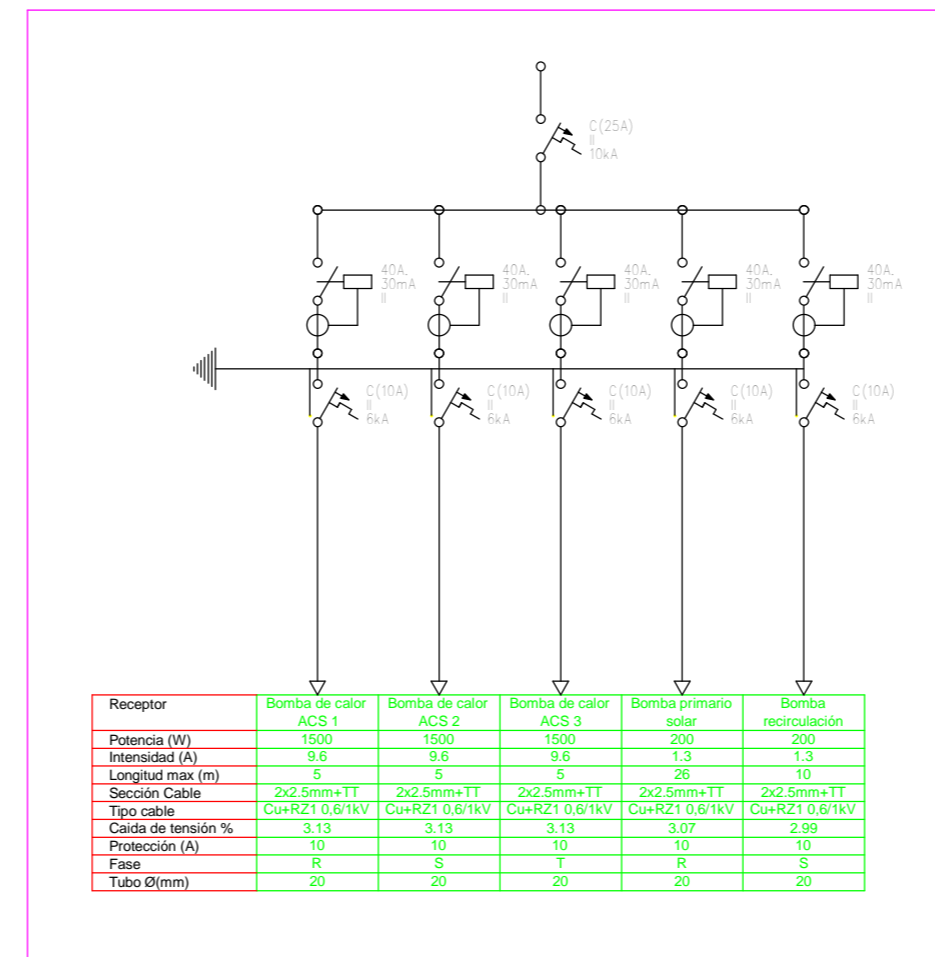 C(25A)
II
10kA
40A, 40A, 40A, 40A, 40A,
30mA 30mA 30mA 30mA 30mA
II II II II II
C(10A) C(10A) C(10A) C(10A) C(10A)
II II II II II
6kA 6kA 6kA 6kA 6kA
Receptor Bomba de calor Bomba de calor Bomba de calor Bomba primario Bomba
ACS 1 ACS 2 ACS 3 solar recirculación
Potencia (W) 1500 1500 1500 200 200
Intensidad (A) 9.6 9.6 9.6 1.3 1.3
Longitud max (m) 5 5 5 26 10
Sección Cable 2x2.5mm+TT 2x2.5mm+TT 2x2.5mm+TT 2x2.5mm+TT 2x2.5mm+TT
Tipo cable Cu+RZ1 0,6/1kV Cu+RZ1 0,6/1kV Cu+RZ1 0,6/1kV Cu+RZ1 0,6/1kV Cu+RZ1 0,6/1kV
Caida de tensión % 3.13 3.13 3.13 3.07 2.99
Protección (A) 10 10 10 10 10
Fase R S T R S
Tubo Ø(mm) 20 20 20 20 20